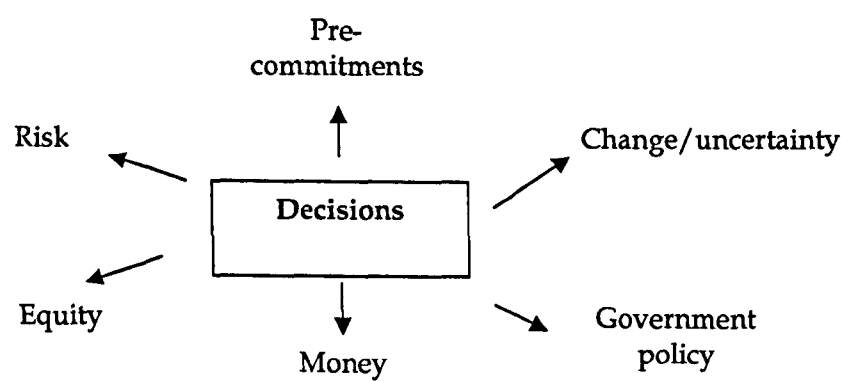 Pre-
commitments
Risk
Change/uncertainty
Decisions
Equity
Government
policy
Money